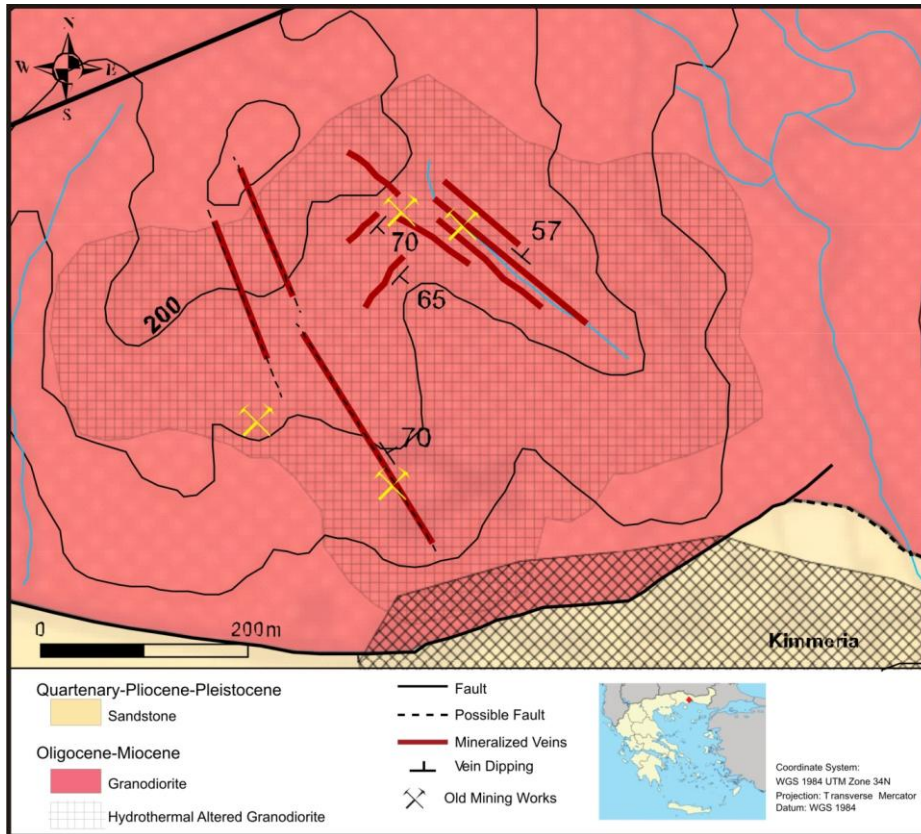 N
W E
S
57
70
65
200
70
0 200m
Kimmeria
Quartenary-Pliocene-Pleistocene
Sandstone
Oligocene-Miocene
Granodiorite
Hydrothermal Altered Granodiorite
Fault
Possible Fault
Mineralized Veins
Vein Dipping
Old Mining Works
Coordinate System:
WGS 1984 UTM Zone 34N
Projection: Transverse Mercator
Datum: WGS 1984